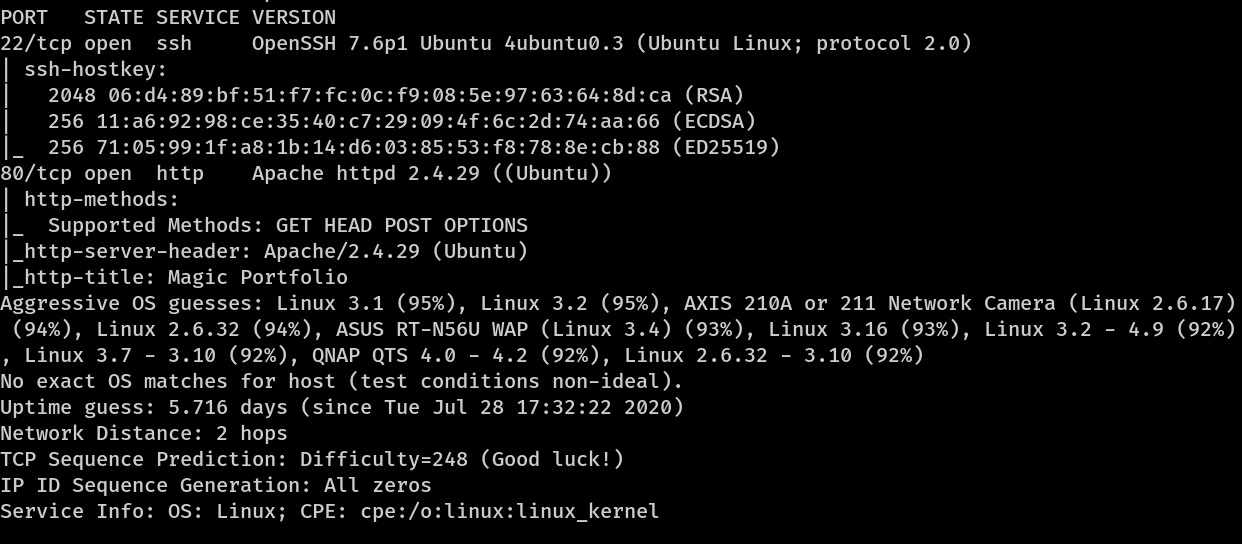 PORT   STATE SERVICE VERSION
22/tcp open  ssh     OpenSSH 7.6p1 Ubuntu 4ubuntu0.3 (Ubuntu Linux; protocol 2.0)
| ssh-hostkey:
|   2048 06:d4:89:bf:51:f7:fc:0c:f9:08:5e:97:63:64:8d:ca (RSA)
|   256 11:a6:92:98:ce:35:40:c7:29:09:4f:6c:2d:74:aa:66 (ECDSA)
|_  256 71:05:99:1f:a8:1b:14:d6:03:85:53:f8:78:8e:cb:88 (ED25519)
80/tcp open  http    Apache httpd 2.4.29 ((Ubuntu))
| http-methods:
|_  Supported Methods: GET HEAD POST OPTIONS
|_http-server-header: Apache/2.4.29 (Ubuntu)
|_http-title: Magic Portfolio
Aggressive OS guesses: Linux 3.1 (95%), Linux 3.2 (95%), AXIS 210A or 211 Network Camera (Linux 2.6.17)
 (94%), Linux 2.6.32 (94%), ASUS RT-N56U WAP (Linux 3.4) (93%), Linux 3.16 (93%), Linux 3.2 - 4.9 (92%)
, Linux 3.7 - 3.10 (92%), QNAP QTS 4.0 - 4.2 (92%), Linux 2.6.32 - 3.10 (92%)
No exact OS matches for host (test conditions non-ideal).
Uptime guess: 5.716 days (since Tue Jul 28 17:32:22 2020)
Network Distance: 2 hops
TCP Sequence Prediction: Difficulty=248 (Good luck!)
IP ID Sequence Generation: All zeros
Service Info: OS: Linux; CPE: cpe:/o:linux:linux_kernel